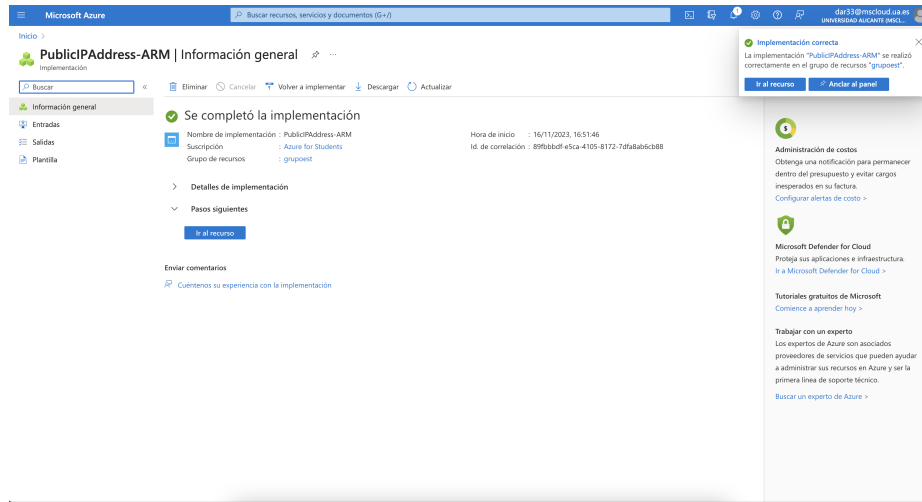 Microsoft Azure
Buscar recursos, servicios y documentos (G+/)
1
dar33@mscloud.ua.es
UNIVERSIDAD ALICANTE (MSCL...
Inicio >
PublicIPAddress-ARM | Información general
Implementación
Buscar
Información general
Entradas
Salidas
Plantilla
Eliminar Cancelar Volver a implementar Descargar Actualizar
Se completó la implementación
Nombre de implementación : PublicIPAddress-ARM
Suscripción : Azure for Students
Grupo de recursos : grupoest
Hora de inicio : 16/11/2023, 16:51:46
Id. de correlación : 89fbbbdf-e5ca-4105-8172-7dfa8ab6cb88
Detalles de implementación
Pasos siguientes
Ir al recurso
Enviar comentarios
Cuéntenos su experiencia con la implementación
Implementación correcta
La implementación "PublicIPAddress-ARM" se realizó
correctamente en el grupo de recursos "grupoest".
Ir al recurso Anclar al panel
Administración de costos
Obtenga una notificación para permanecer
dentro del presupuesto y evitar cargos
inesperados en su factura.
Configurar alertas de costo >
Microsoft Defender for Cloud
Proteja sus aplicaciones e infraestructura.
Ir a Microsoft Defender for Cloud >
Tutoriales gratuitos de Microsoft
Comience a aprender hoy >
Trabajar con un experto
Los expertos de Azure son asociados
proveedores de servicios que pueden ayudar
a administrar sus recursos en Azure y ser la
primera línea de soporte técnico.
Buscar un experto de Azure >